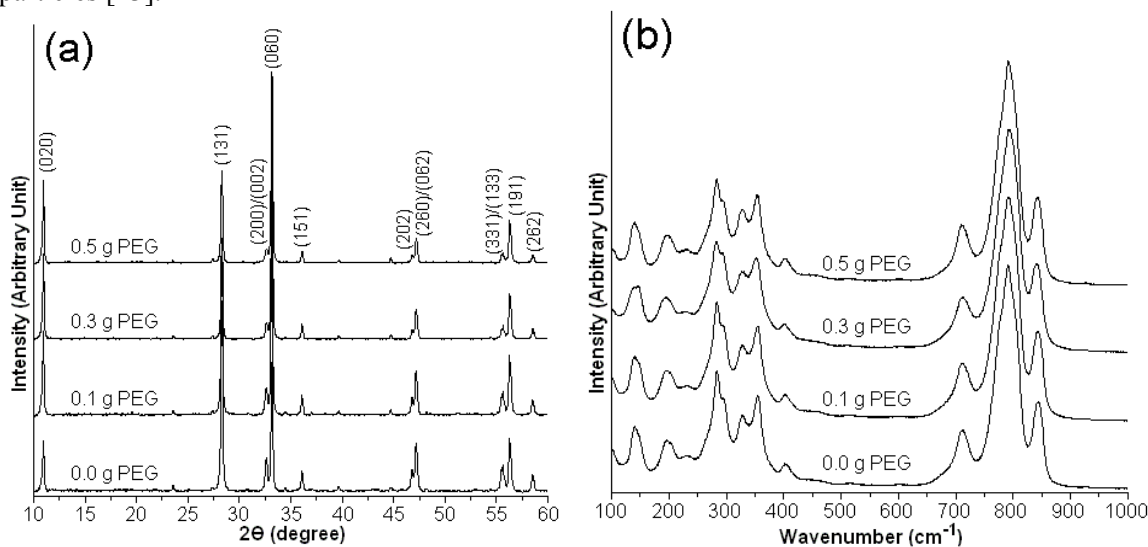 (a)
(020)
(131)
(200)/(002)
(060)
(151)
(202)
(260)/(062)
(331)/(133)
(191)
(262)
0.5 g PEG
0.3 g PEG
0.1 g PEG
0.0 g PEG
Intensity (Arbitrary Unit)
10 15 20 25 30 35 40 45 50 55 60
2Θ (degree)
(b)
0.5 g PEG
0.3 g PEG
0.1 g PEG
0.0 g PEG
Intensity (Arbitrary Unit)
100 200 300 400 500 600 700 800 900 1000
Wavenumber (cm⁻¹)